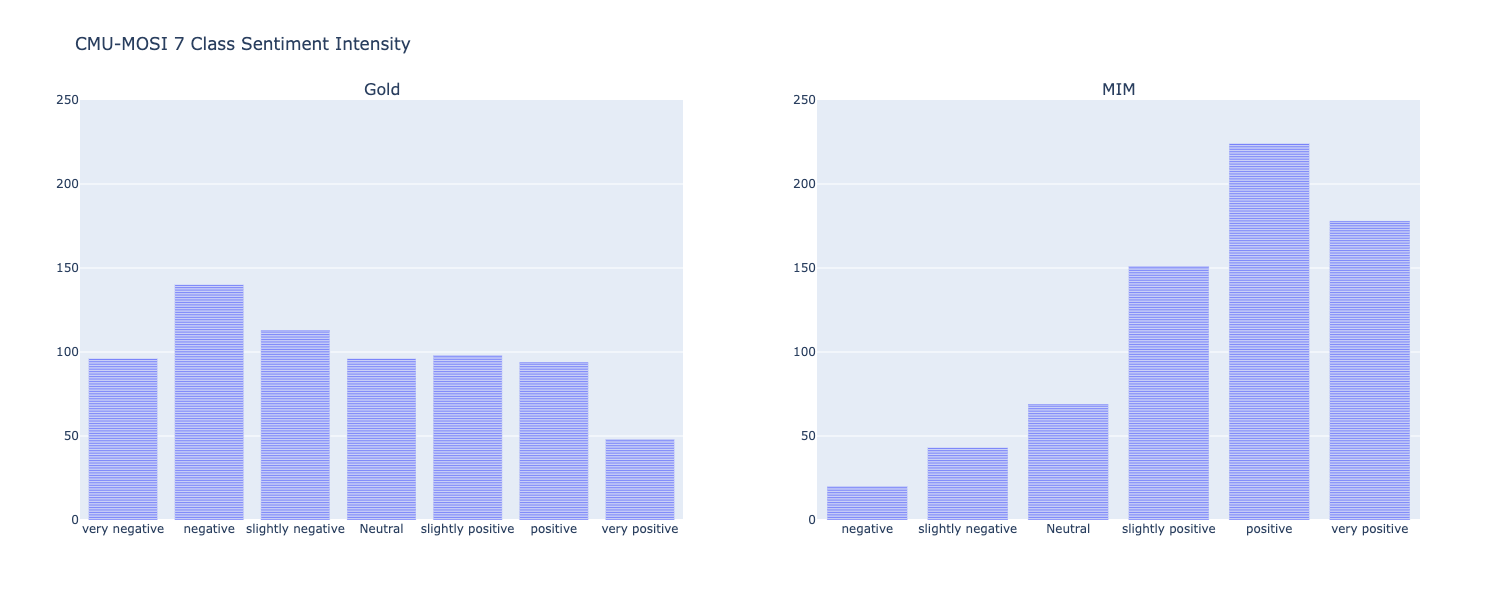 CMU-MOSI 7 Class Sentiment Intensity
Gold
250
200
150
100
50
0
very negative negative slightly negative Neutral slightly positive positive very positive
MIM
250
200
150
100
50
0
negative slightly negative Neutral slightly positive positive very positive